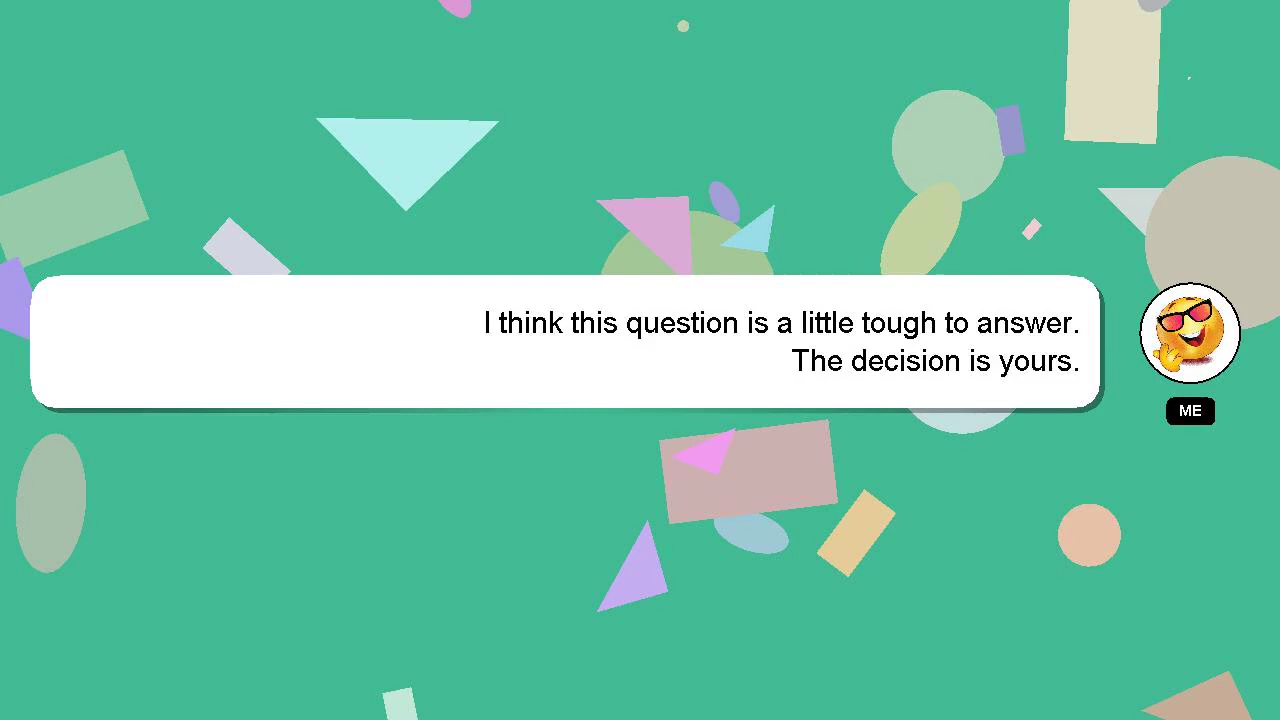 I think this question is a little tough to answer.
The decision is yours.
ME